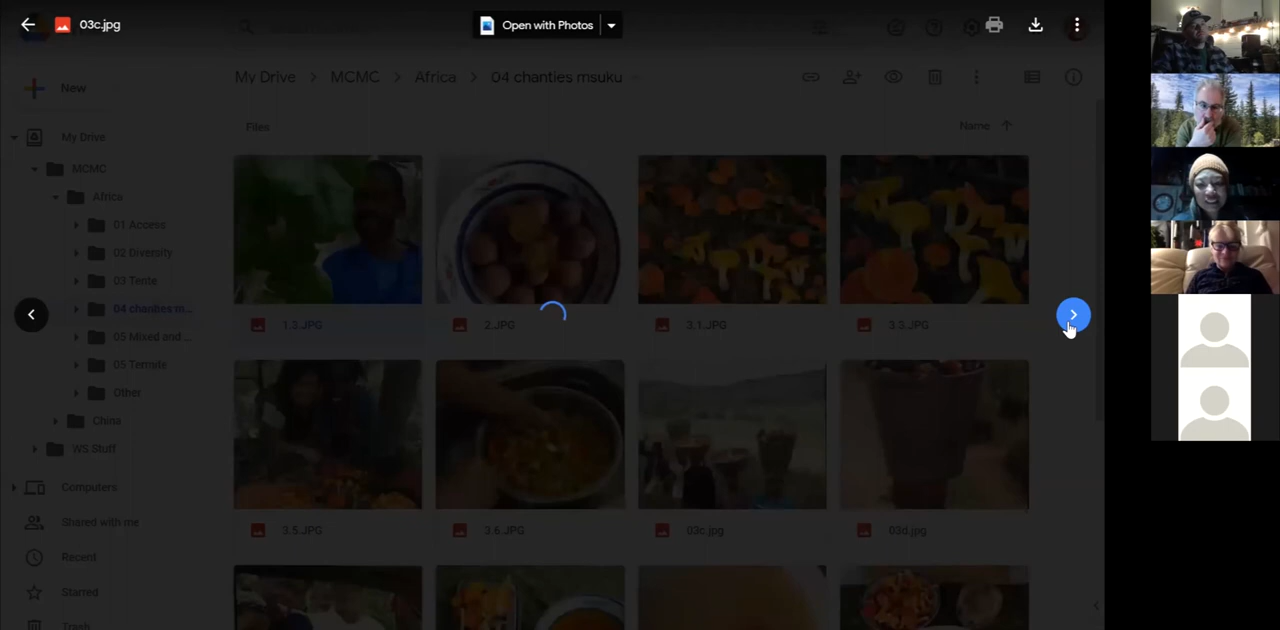 03c.jpg
Open with Photos
New
My Drive > MCMC > Africa > 04 chanties msuku
Files
Name
My Drive
MCMC
Africa
01 Access
02 Diversity
03 Tente
04 chanties m...
05 Mixed and ...
05 Termite
Other
China
WS Stuff
Computers
Shared with me
Recent
Starred
Trash
1.3.JPG
2.JPG
3.1.JPG
3.3.JPG
3.5.JPG
3.6.JPG
03c.jpg
03d.jpg